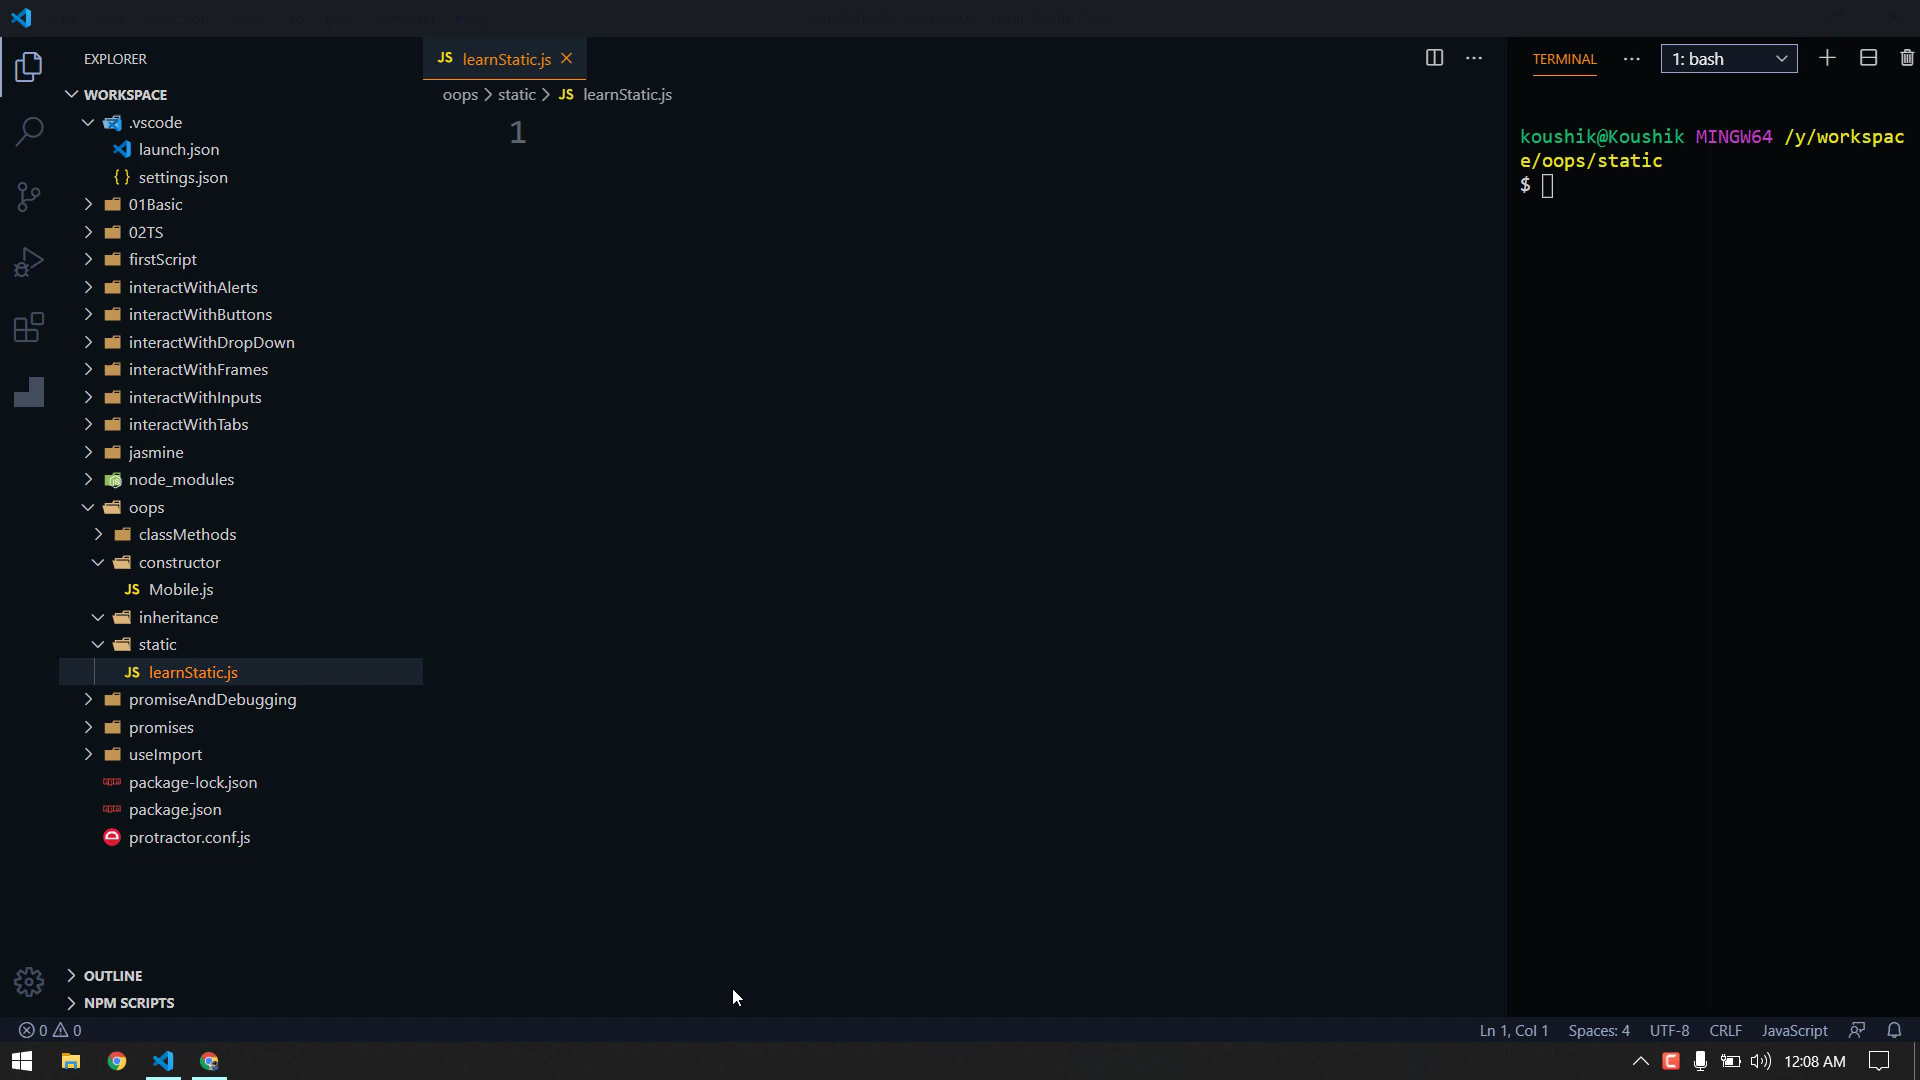 EXPLORER
WORKSPACE
.vscode
launch.json
{} settings.json
01Basic
02TS
firstScript
interactWithAlerts
interactWithButtons
interactWithDropDown
interactWithFrames
interactWithInputs
interactWithTabs
jasmine
node_modules
oops
classMethods
constructor
JS Mobile.js
inheritance
static
JS learnStatic.js
promiseAndDebugging
promises
useImport
package-lock.json
package.json
protractor.conf.js
OUTLINE
NPM SCRIPTS
JS learnStatic.js
oops > static > JS learnStatic.js
1
TERMINAL
1: bash
koushik@Koushik MINGW64 /y/workspac
e/oops/static
$
0 0
Ln 1, Col 1 Spaces: 4 UTF-8 CRLF JavaScript
12:08 AM